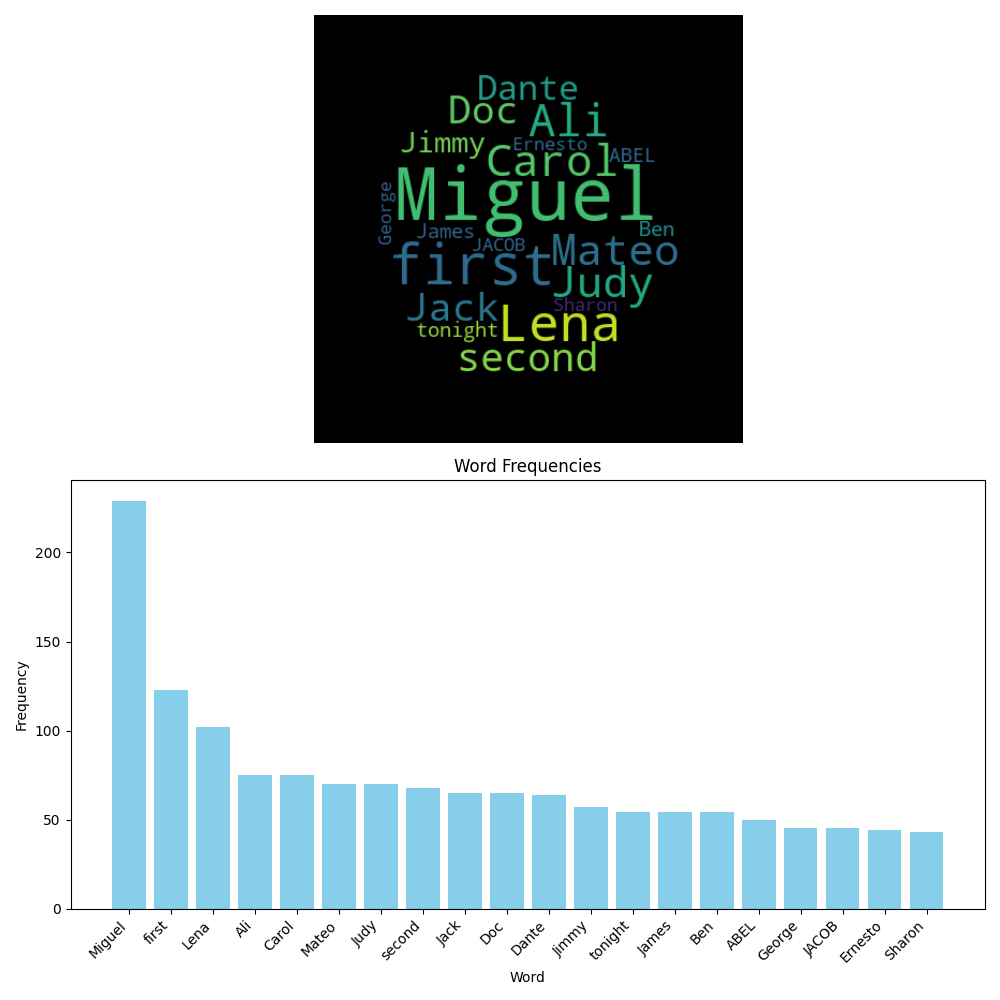 Dante
Doc Ali
Jimmy Ernesto
Carol ABEL
Miguel
George
James JACOB Ben
first Mateo
Judy
Jack Sharon
tonight Lena
second
Word Frequencies
Frequency
200
150
100
50
0
Miguel first Lena Ali Carol Mateo Judy second Jack Doc Dante Jimmy tonight James Ben ABEL George JACOB Ernesto Sharon
Word